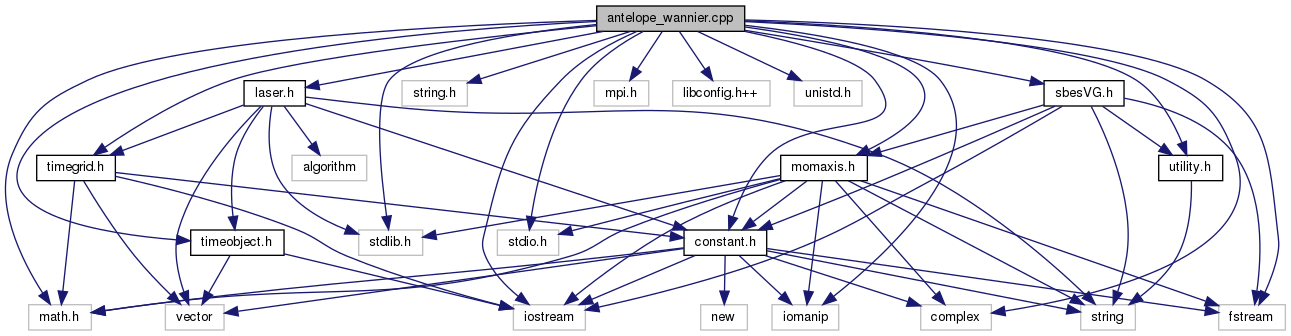 antelope_wannier.cpp
laser.h
string.h
mpi.h
libconfig.h++
unistd.h
sbesVG.h
timegrid.h
algorithm
momaxis.h
utility.h
timeobject.h
stdlib.h
stdio.h
constant.h
math.h
vector
iostream
new
iomanip
complex
string
fstream